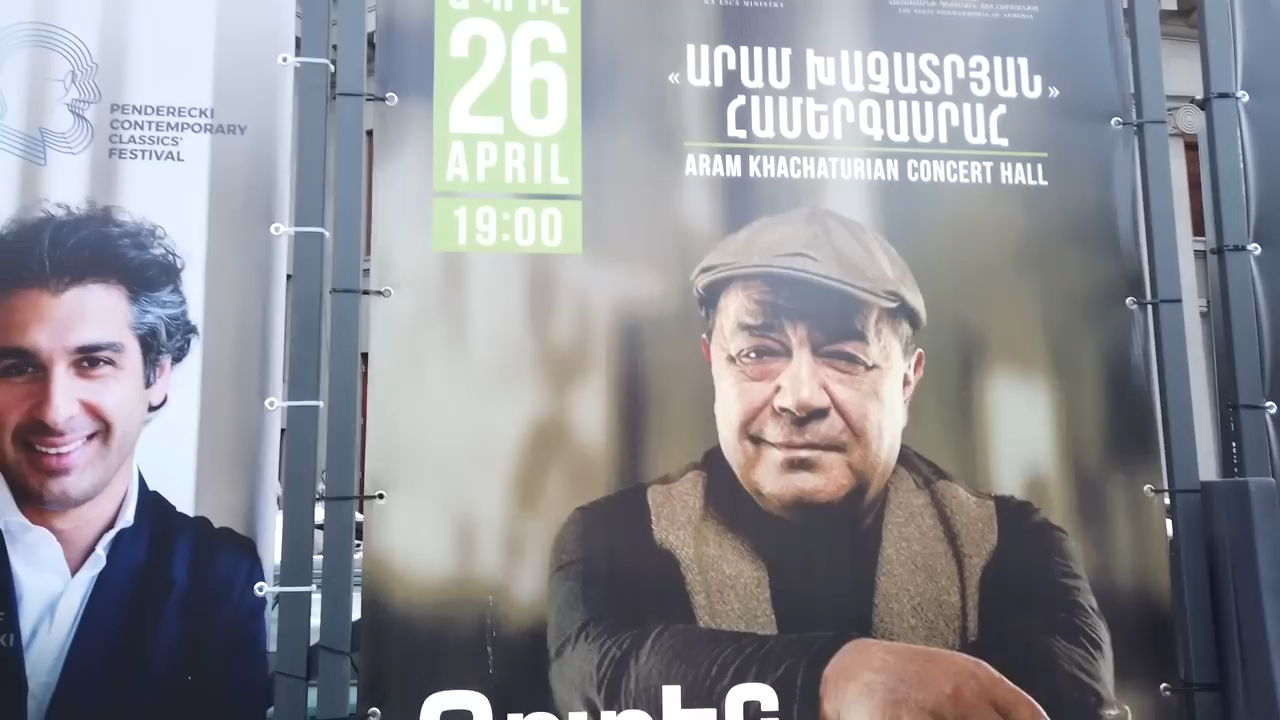 PENDERECKI
CONTEMPORARY
CLASSICS'
FESTIVAL
26
APRIL
19:00
«ԱՐԱՄ ԽԱՉԱՏՐՅԱՆ»
ՀԱՄԵՐԳԱՍՐԱՀ
ARAM KHACHATURIAN CONCERT HALL